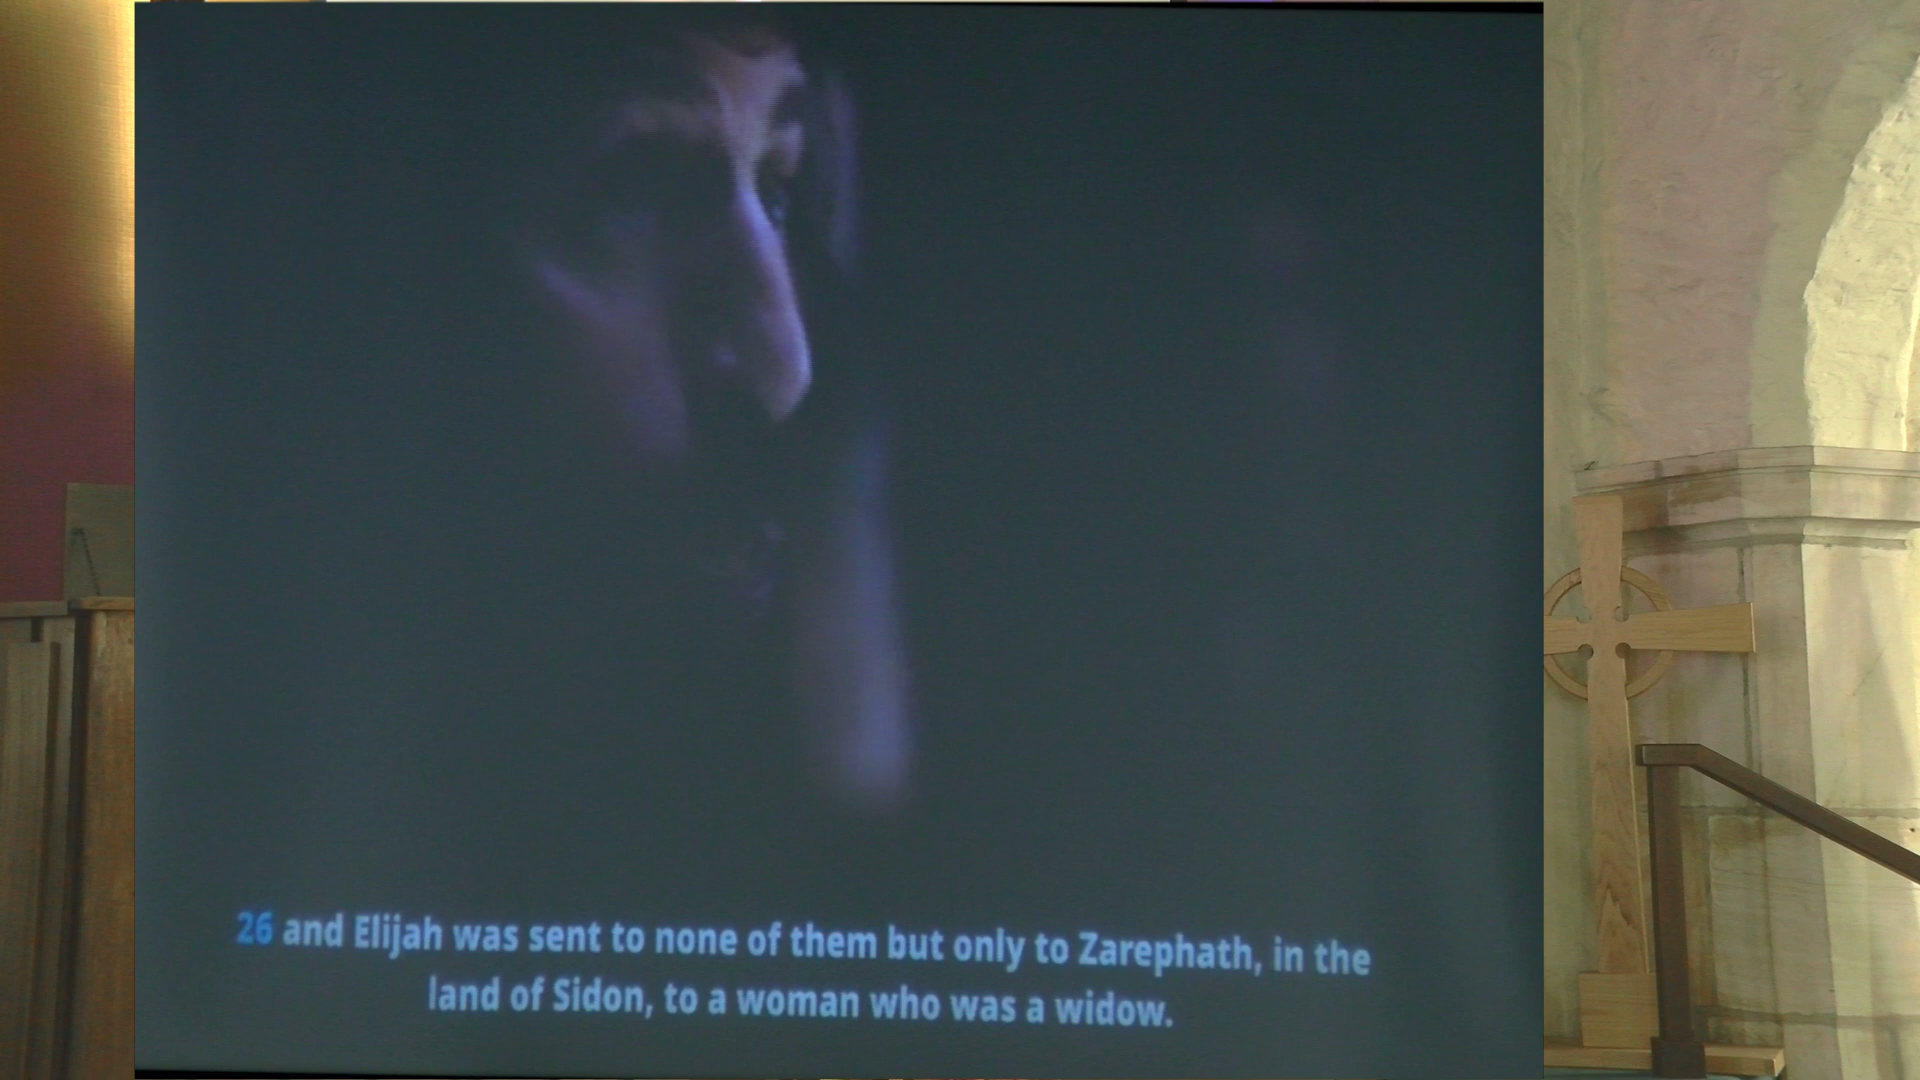 26 and Elijah was sent to none of them but only to Zarephath, in the
land of Sidon, to a woman who was a widow.